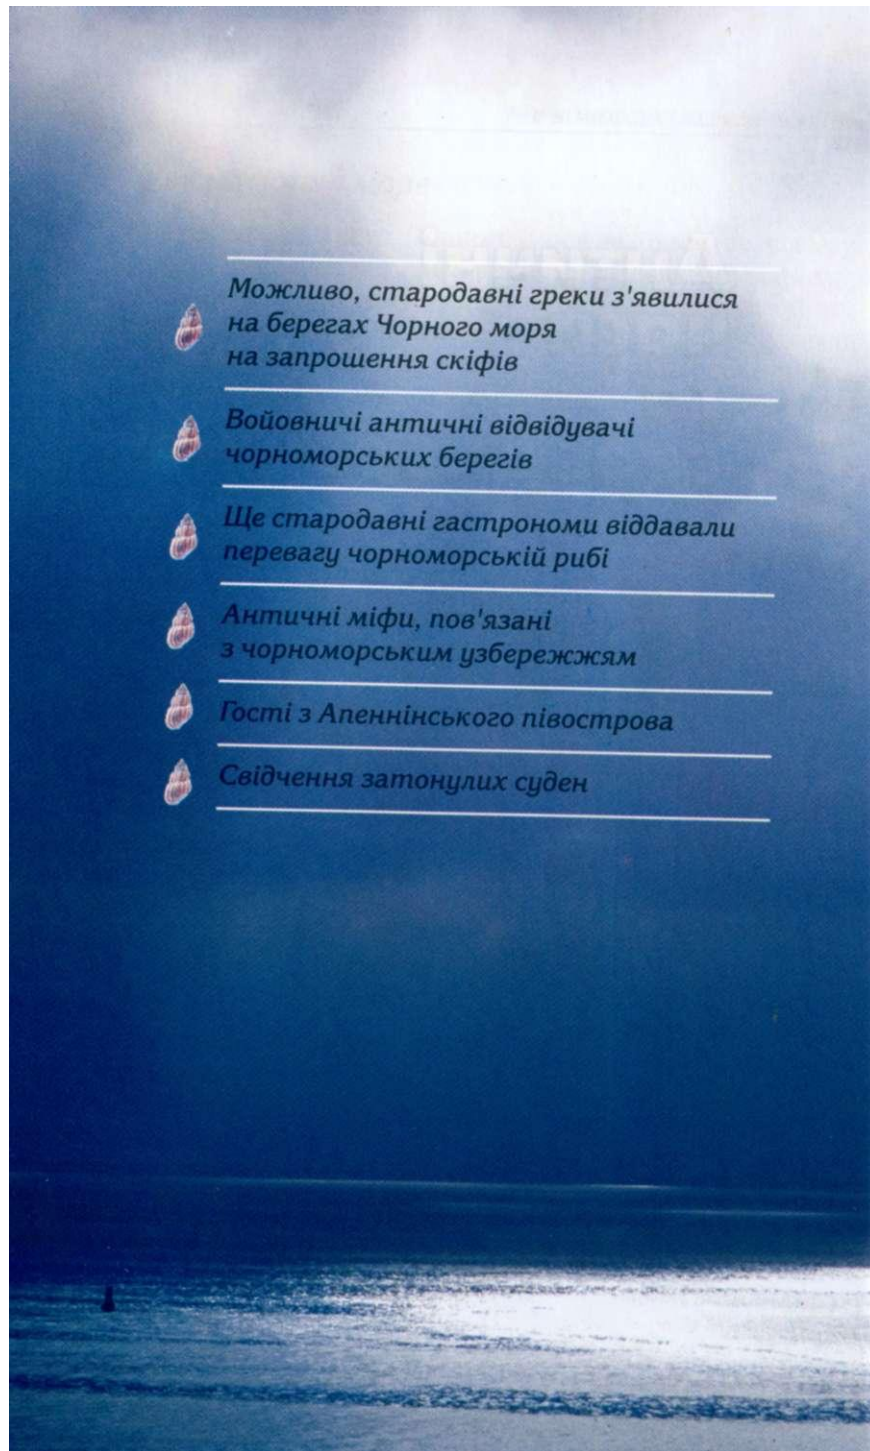 Можливо, стародавні греки з'явилися
на берегах Чорного моря
на запрошення скіфів
Войовничі античні відвідувачі
чорноморських берегів
Ще стародавні гастрономи віддавали
перевагу чорноморській рибі
Античні міфи, пов'язані
з чорноморським узбережжям
Гості з Апеннінського півострова
Свідчення затонулих суден